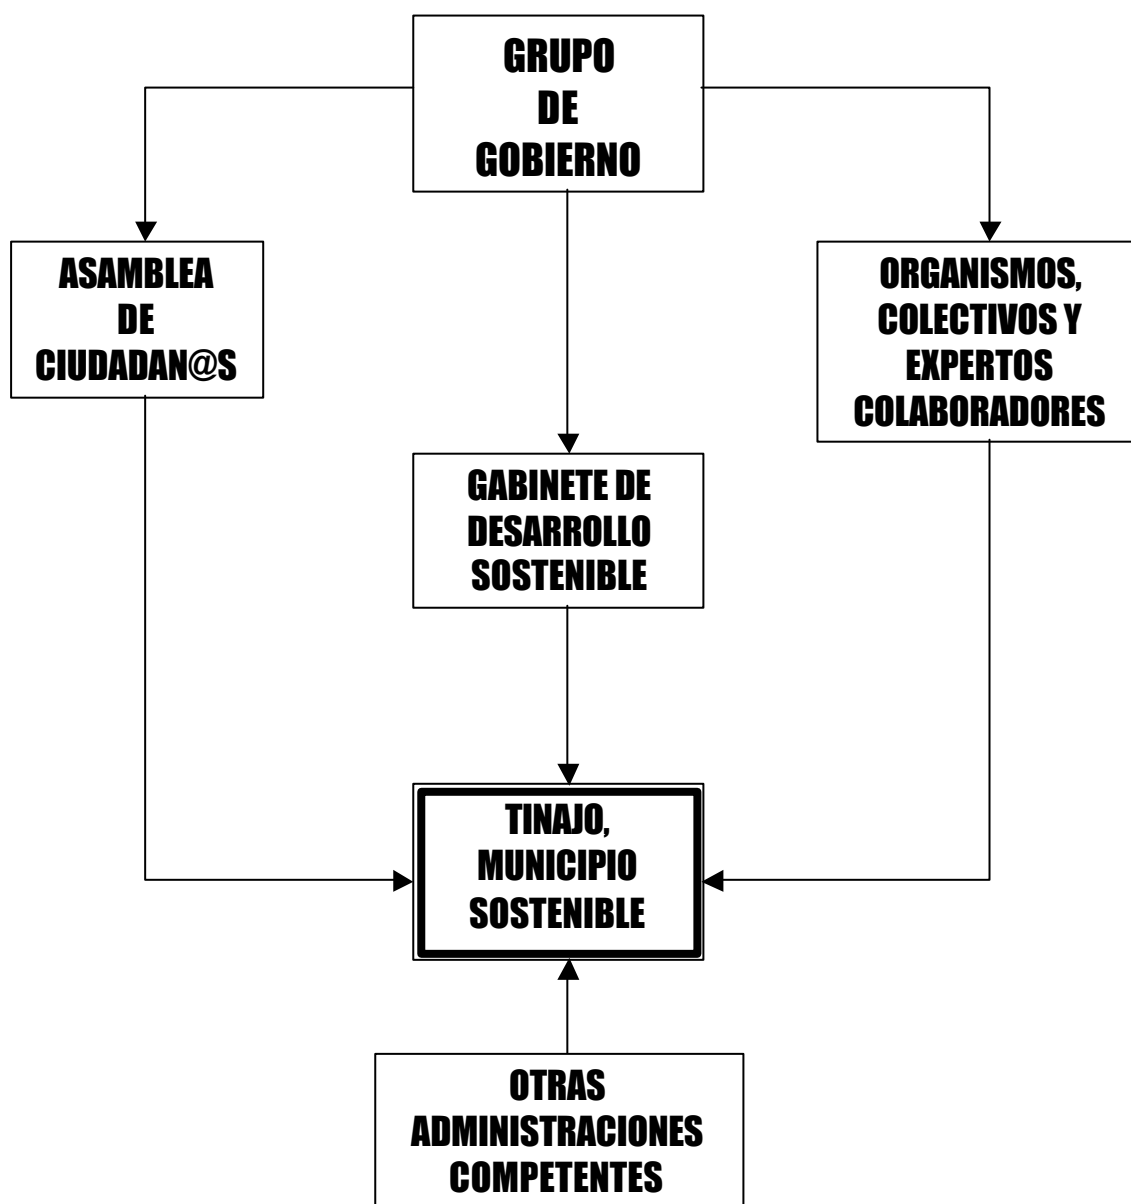 GRUPO
DE
GOBIERNO
ASAMBLEA
DE
CIUDADAN@S
ORGANISMOS,
COLECTIVOS Y
EXPERTOS
COLABORADORES
GABINETE DE
DESARROLLO
SOSTENIBLE
TINAJO,
MUNICIPIO
SOSTENIBLE
OTRAS
ADMINISTRACIONES
COMPETENTES